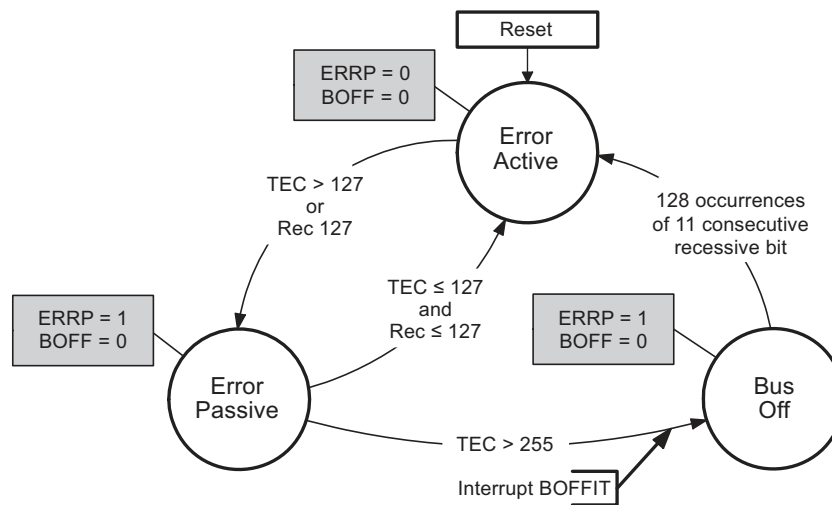 Reset
ERRP = 0
BOFF = 0
Error
Active
TEC > 127
or
Rec 127
128 occurrences
of 11 consecutive
recessive bit
TEC ≤ 127
and
Rec ≤ 127
ERRP = 1
BOFF = 0
ERRP = 1
BOFF = 0
Error
Passive
Bus
Off
TEC > 255
Interrupt BOFFIT